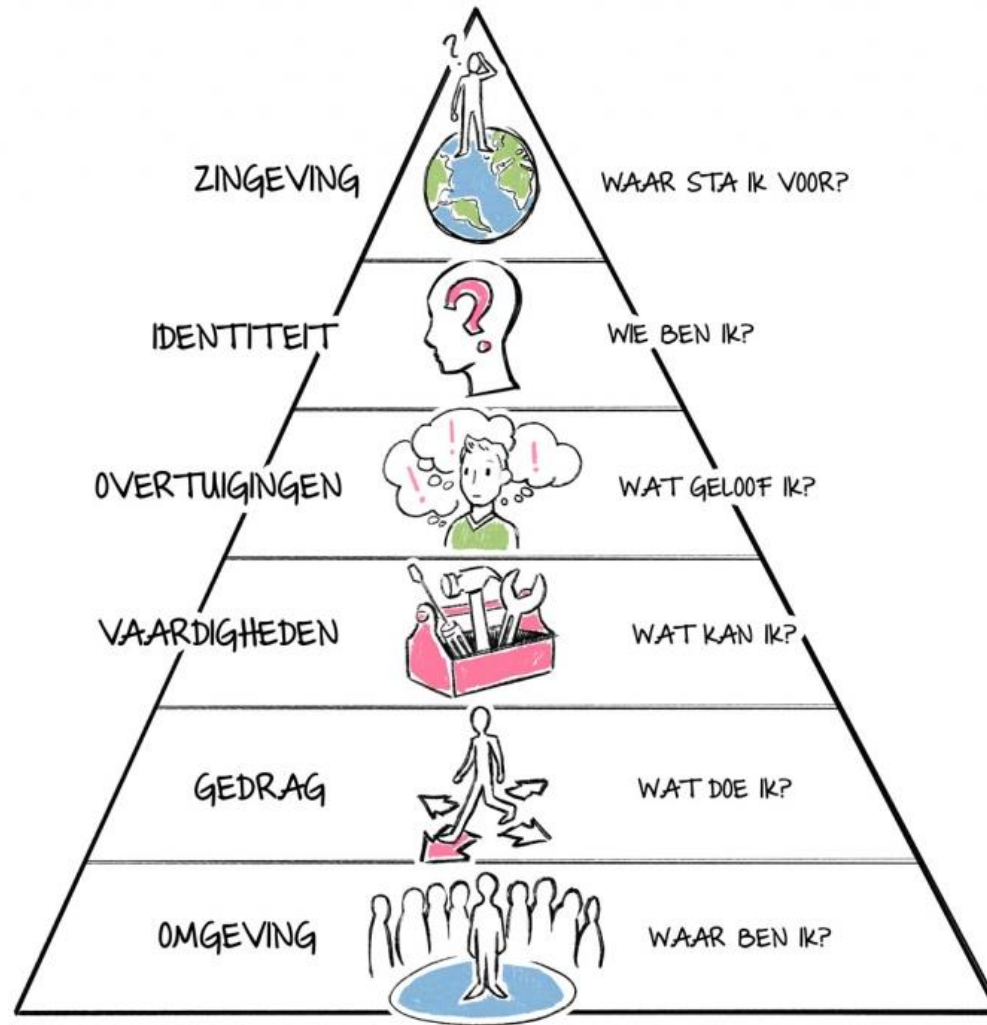 ZINGEVING WAAR STA IK VOOR?
IDENTITEIT WIE BEN IK?
OVERTUIGINGEN WAT GELOOF IK?
VAARDIGHEDEN WAT KAN IK?
GEDRAG WAT DOE IK?
OMGEVING WAAR BEN IK?